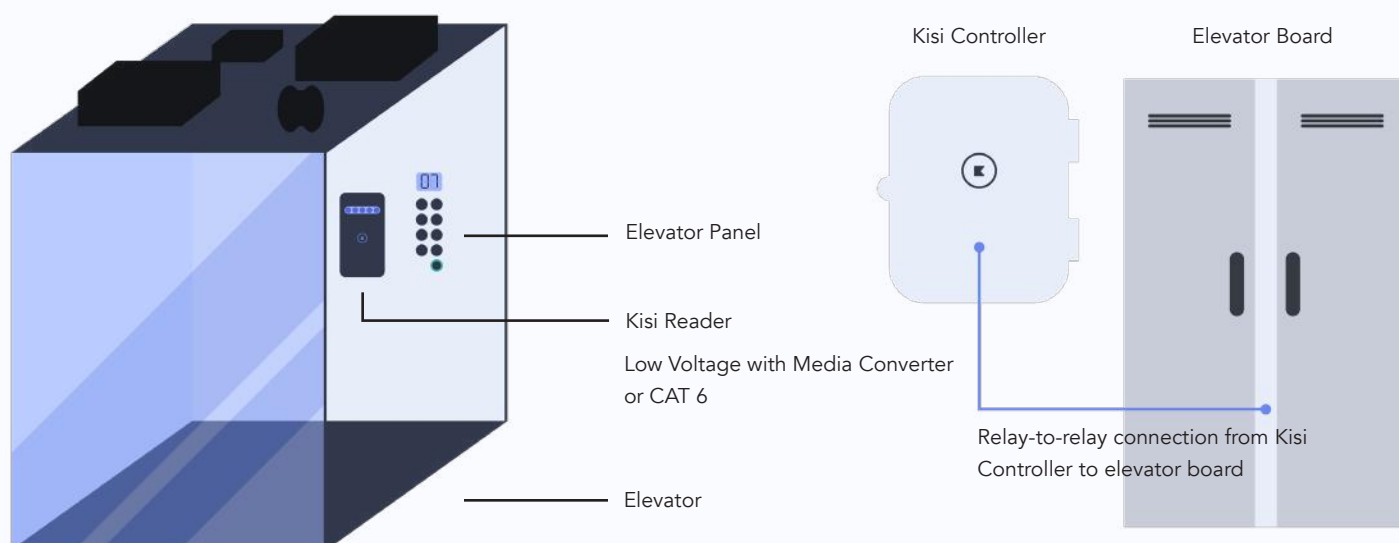 Kisi Controller
Elevator Board
07
Elevator Panel
Kisi Reader
Low Voltage with Media Converter
or CAT 6
Elevator
Relay-to-relay connection from Kisi
Controller to elevator board